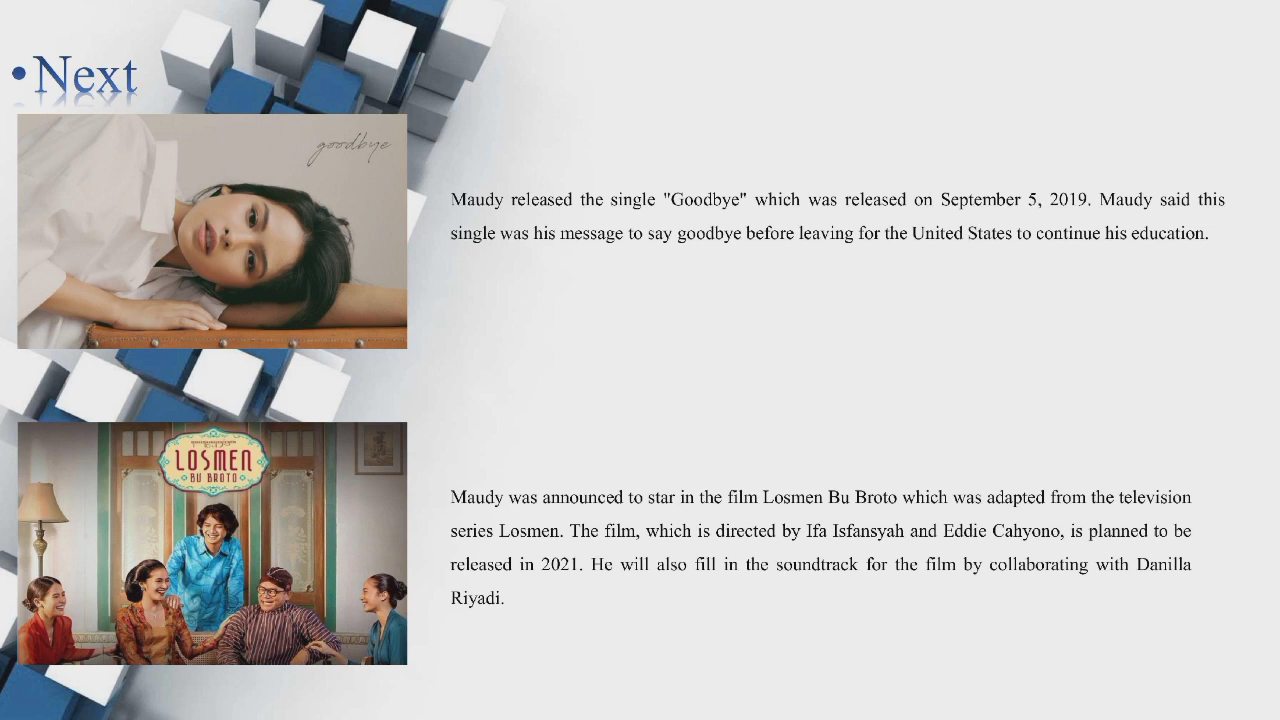 • Next
goodbye
Maudy released the single "Goodbye" which was released on September 5, 2019. Maudy said this
single was his message to say goodbye before leaving for the United States to continue his education.
LOSMEN
BU BROTO
Maudy was announced to star in the film Losmen Bu Broto which was adapted from the television
series Losmen. The film, which is directed by Ifa Isfansyah and Eddie Cahyono, is planned to be
released in 2021. He will also fill in the soundtrack for the film by collaborating with Danilla
Riyadi.